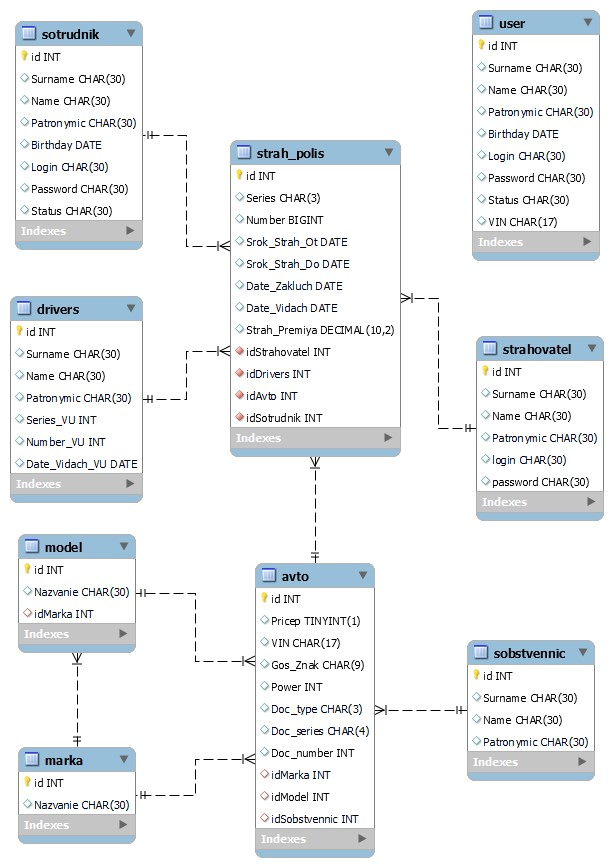 sotrudnik
id INT
Surname CHAR(30)
Name CHAR(30)
Patronymic CHAR(30)
Birthday DATE
Login CHAR(30)
Password CHAR(30)
Status CHAR(30)
Indexes
user
id INT
Surname CHAR(30)
Name CHAR(30)
Patronymic CHAR(30)
Birthday DATE
Login CHAR(30)
Password CHAR(30)
Status CHAR(30)
VIN CHAR(17)
Indexes
strah_polis
id INT
Series CHAR(3)
Number BIGINT
Srok_Strah_Ot DATE
Srok_Strah_Do DATE
Date_Zakluch DATE
Date_Vidach DATE
Strah_Premiya DECIMAL(10,2)
idStrahovatel INT
idDrivers INT
idAvto INT
idSotrudnik INT
Indexes
drivers
id INT
Surname CHAR(30)
Name CHAR(30)
Patronymic CHAR(30)
Series_VU INT
Number_VU INT
Date_Vidach_VU DATE
Indexes
strahovatel
id INT
Surname CHAR(30)
Name CHAR(30)
Patronymic CHAR(30)
login CHAR(30)
password CHAR(30)
Indexes
model
id INT
Nazvanie CHAR(30)
idMarka INT
Indexes
avto
id INT
Pricep TINYINT(1)
VIN CHAR(17)
Gos_Znak CHAR(9)
Power INT
Doc_type CHAR(3)
Doc_series CHAR(4)
Doc_number INT
idMarka INT
idModel INT
idSobstvennic INT
Indexes
sobstvennic
id INT
Surname CHAR(30)
Name CHAR(30)
Patronymic CHAR(30)
Indexes
marka
id INT
Nazvanie CHAR(30)
Indexes